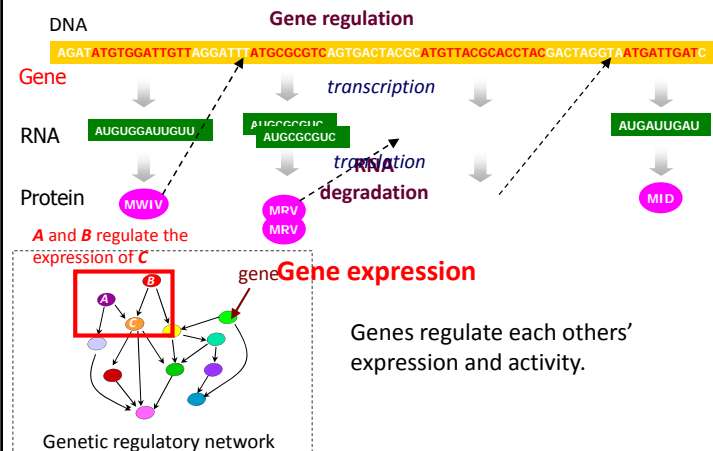 Gene regulation
DNA
AGATATGTGGATTGTTAGGATTTATGCGCGTCAGTGACTACGCATGTTACGCACCTACGACTAGGTAATGATTGATC
Gene
transcription
RNA
AUGUGGAUUGUU
AUGCGCGUC
AUGCGCGUC
AUGAUUGAU
translation
RNA
degradation
Protein
MWIV
MRV
MRV
MID
A and B regulate the
expression of C
gene
Gene expression
A
B
C
Genes regulate each others’
expression and activity.
Genetic regulatory network